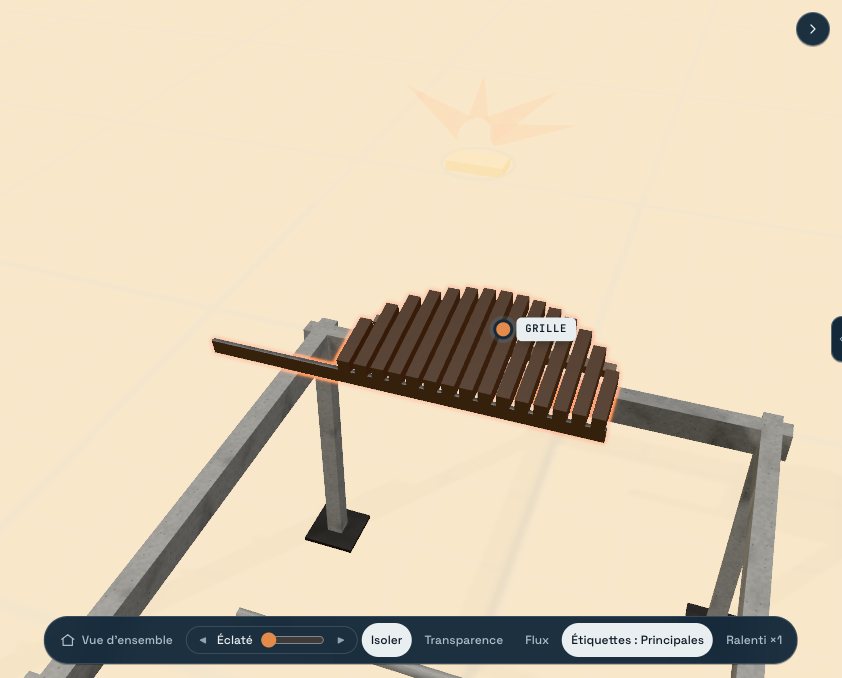 GRILLE
Vue d'ensemble
Éclaté
Isoler
Transparence
Flux
Étiquettes : Principales
Ralenti ×1